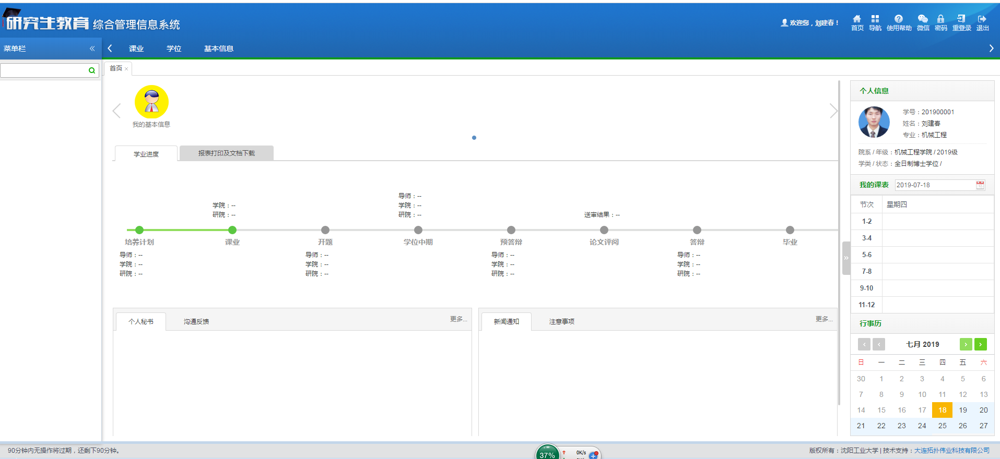 研究生教育 综合管理信息系统
欢迎您，刘建春！
首页 导航 使用帮助 微信 密码 重登录 退出
菜单栏 «
课业 学位 基本信息
首页 ×
我的基本信息
学业进度 报表打印及文档下载
学院：--
研院：--
导师：--
学院：--
研院：--
送审结果：--
培养计划 课业 开题 学位中期 预答辩 论文评阅 答辩 毕业
导师：--
学院：--
研院：--
导师：--
学院：--
研院：--
导师：--
学院：--
研院：--
导师：--
学院：--
研院：--
个人秘书 沟通反馈 更多...
新闻通知 注意事项 更多...
个人信息
学号：201900001
姓名：刘建春
专业：机械工程
院系 / 年级：机械工程学院 / 2019级
学类 / 状态：全日制博士学位 /
我的课表 2019-07-18
节次 星期四
1-2
3-4
5-6
7-8
9-10
11-12
行事历
七月 2019
日 一 二 三 四 五 六
30 1 2 3 4 5 6
7 8 9 10 11 12 13
14 15 16 17 18 19 20
21 22 23 24 25 26 27
90分钟内无操作将过期，还剩下90分钟。
37% 0K/s
版权所有：沈阳工业大学 | 技术支持：大连拓扑伟业科技有限公司